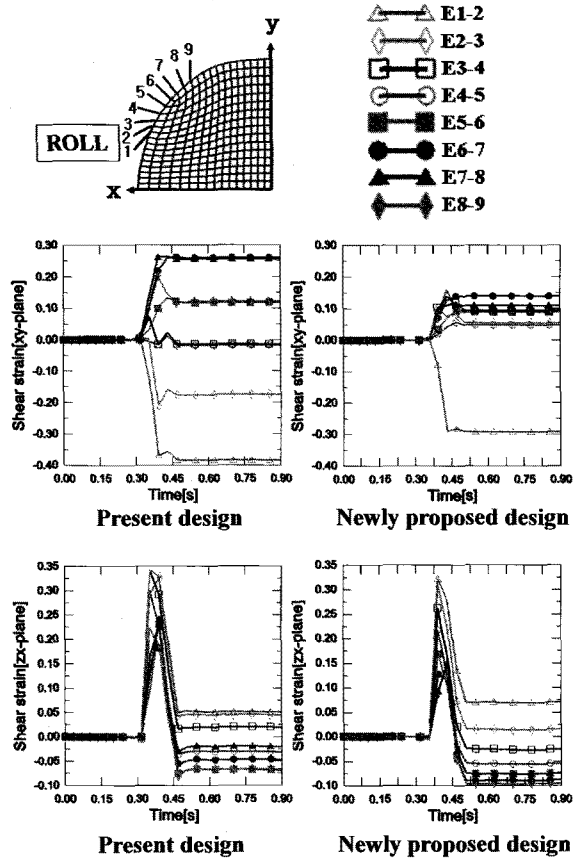 y
9
8
7
6
5
4
3
2
1
ROLL
x
E1-2
E2-3
E3-4
E4-5
E5-6
E6-7
E7-8
E8-9
Shear strain[xy-plane]
0.30
0.20
0.10
0.00
-0.10
-0.20
-0.30
-0.40
0.00 0.15 0.30 0.45 0.60 0.75 0.90
Time[s]
Present design
Shear strain[xy-plane]
0.30
0.20
0.10
0.00
-0.10
-0.20
-0.30
-0.40
0.00 0.15 0.30 0.45 0.60 0.75 0.90
Time[s]
Newly proposed design
Shear strain[zx-plane]
0.35
0.30
0.25
0.20
0.15
0.10
0.05
0.00
-0.05
-0.10
0.00 0.15 0.30 0.45 0.60 0.75 0.90
Time[s]
Present design
Shear strain[zx-plane]
0.35
0.30
0.25
0.20
0.15
0.10
0.05
0.00
-0.05
-0.10
0.00 0.15 0.30 0.45 0.60 0.75 0.90
Time[s]
Newly proposed design